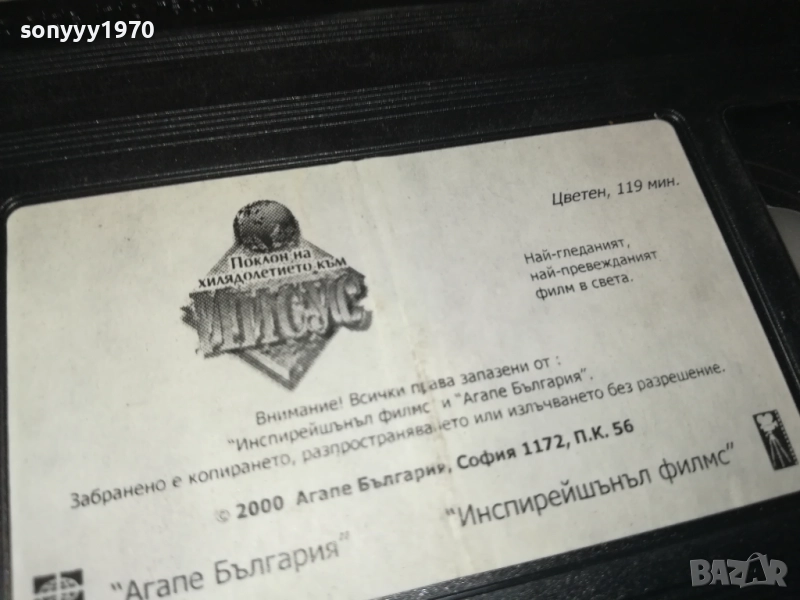 sonyyy1970
Цветен, 119 мин.
Поклон на
хилядолетието към
ИИСУС
Най-гледаният,
най-превежданият
филм в света.
Внимание! Всички права запазени от :
"Инспирейшънъл филмс" и "Агапе България".
Забранено е копирането, разпространяването или излъчването без разрешение.
© 2000 Агапе България, София 1172, П.К. 56
"Агапе България"
"Инспирейшънъл филмс"
BAZAR